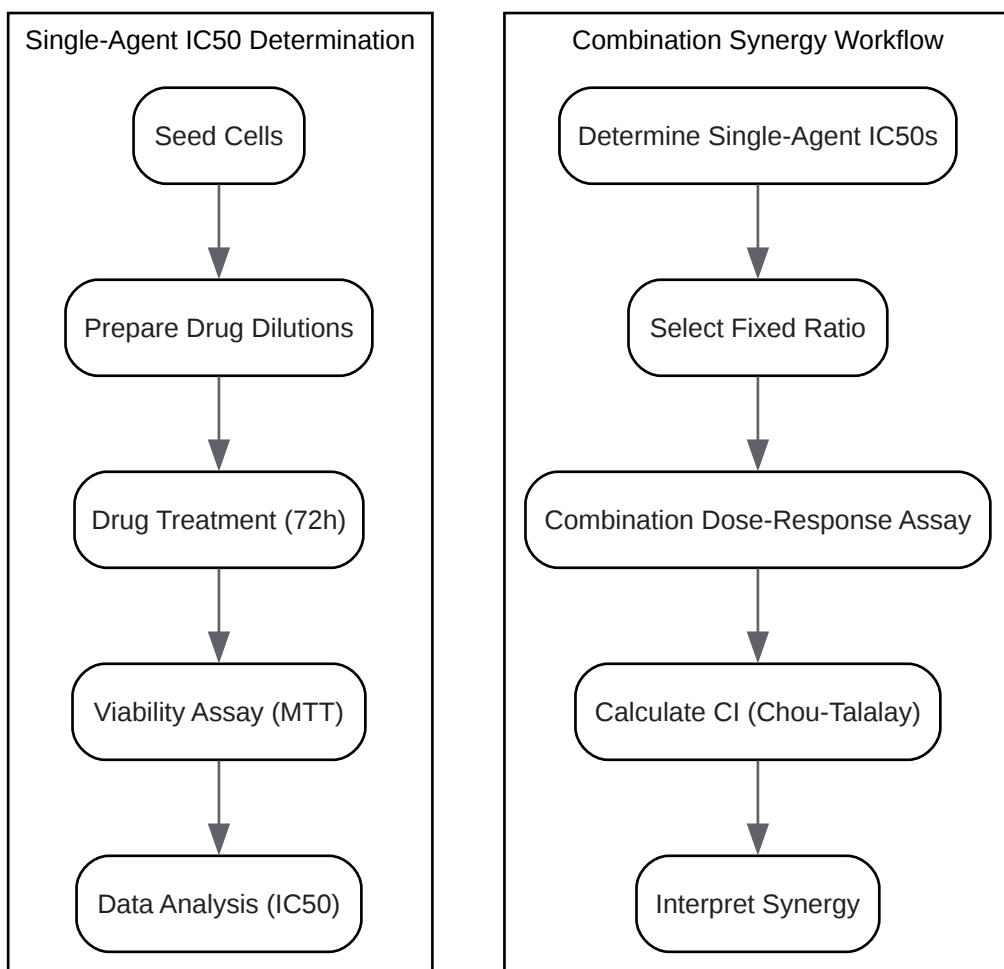 Single-Agent IC50 Determination
Seed Cells
Prepare Drug Dilutions
Drug Treatment (72h)
Viability Assay (MTT)
Data Analysis (IC50)
Combination Synergy Workflow
Determine Single-Agent IC50s
Select Fixed Ratio
Combination Dose-Response Assay
Calculate CI (Chou-Talalay)
Interpret Synergy